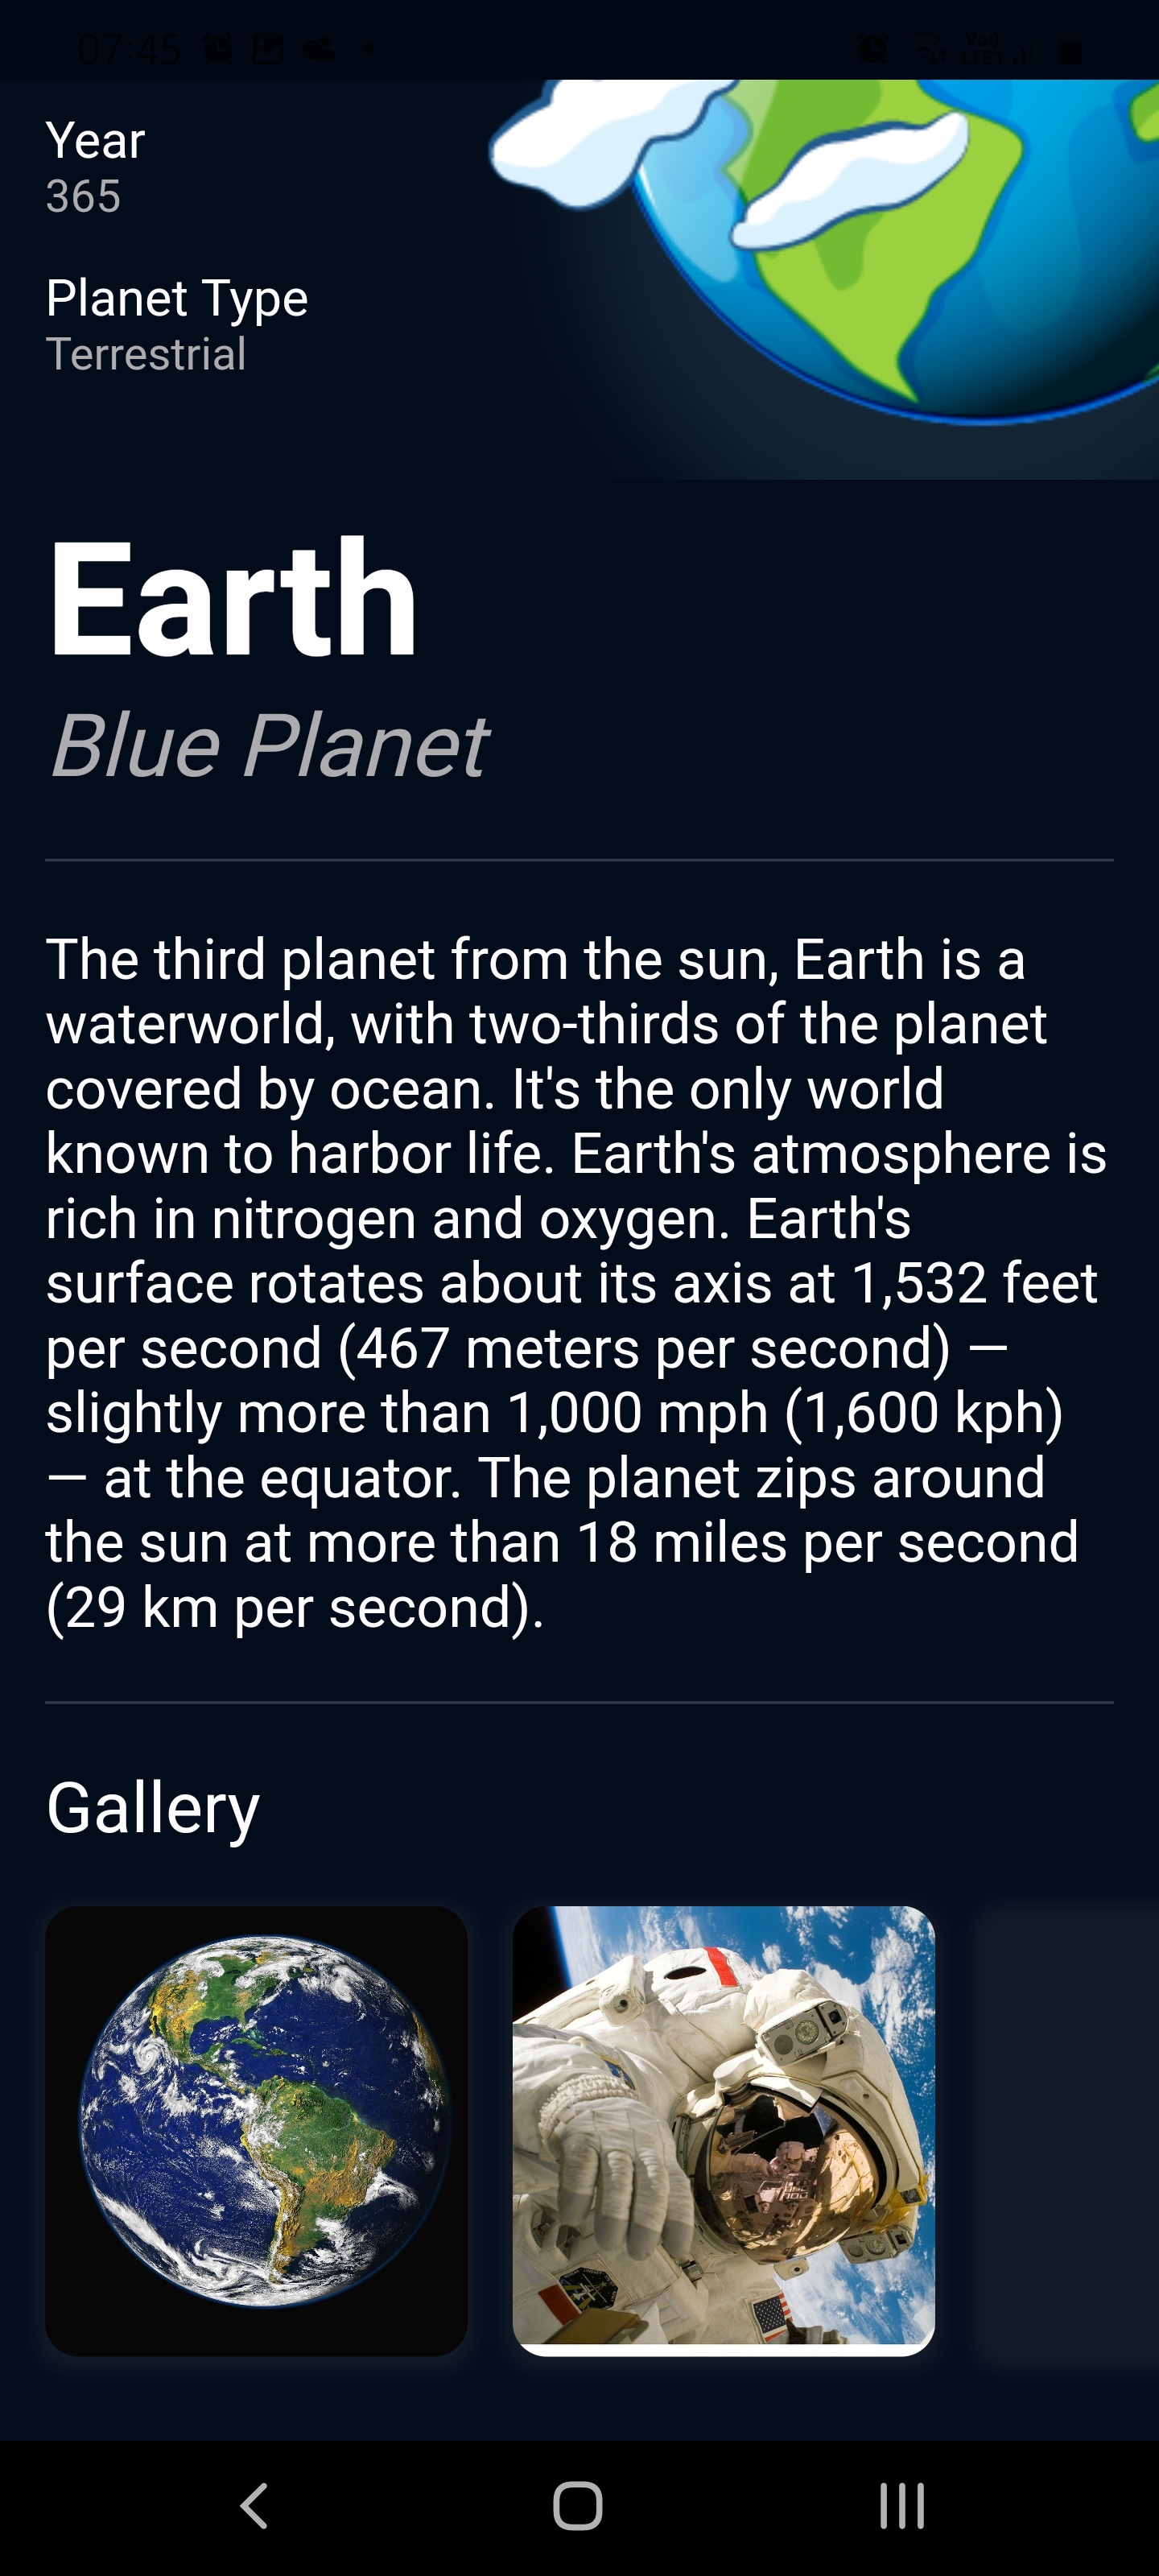 07:45
Vo))
LTE1
Year
365
Planet Type
Terrestrial
Earth
Blue Planet
The third planet from the sun, Earth is a
waterworld, with two-thirds of the planet
covered by ocean. It's the only world
known to harbor life. Earth's atmosphere is
rich in nitrogen and oxygen. Earth's
surface rotates about its axis at 1,532 feet
per second (467 meters per second) —
slightly more than 1,000 mph (1,600 kph)
— at the equator. The planet zips around
the sun at more than 18 miles per second
(29 km per second).
Gallery